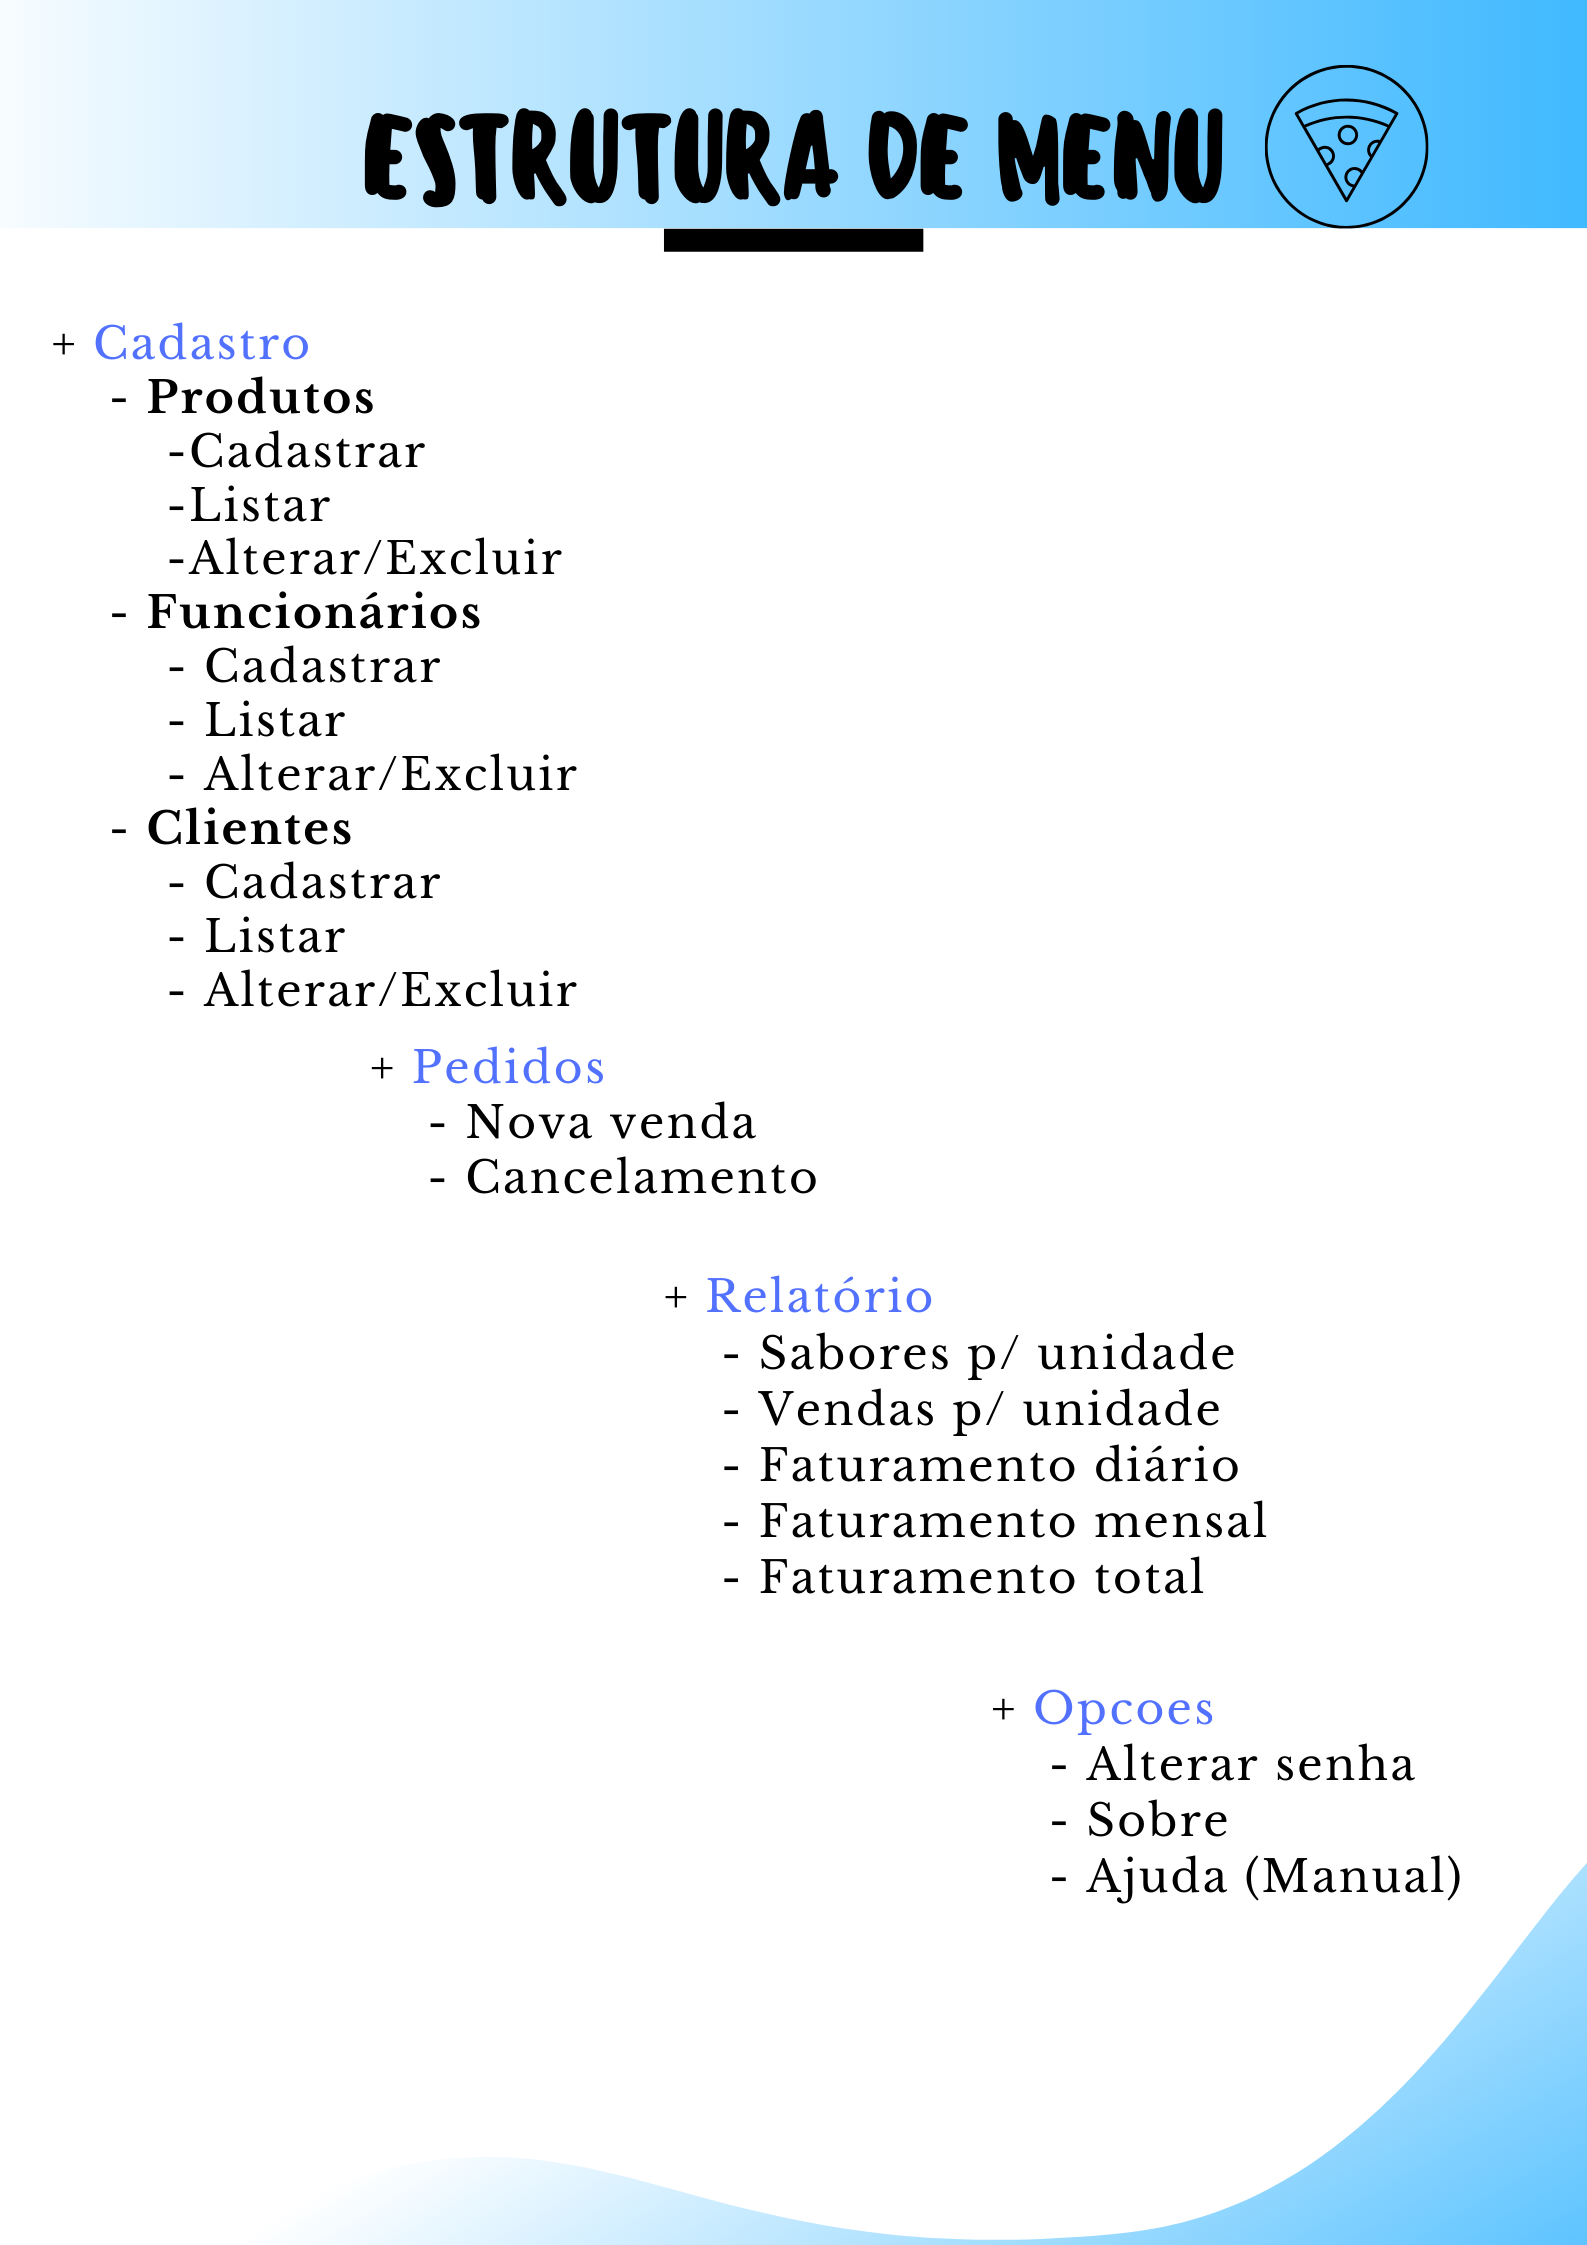 ESTRUTURA DE MENU
+ Cadastro
- Produtos
-Cadastrar
-Listar
-Alterar/Excluir
- Funcionários
- Cadastrar
- Listar
- Alterar/Excluir
- Clientes
- Cadastrar
- Listar
- Alterar/Excluir
+ Pedidos
- Nova venda
- Cancelamento
+ Relatório
- Sabores p/ unidade
- Vendas p/ unidade
- Faturamento diário
- Faturamento mensal
- Faturamento total
+ Opcoes
- Alterar senha
- Sobre
- Ajuda (Manual)